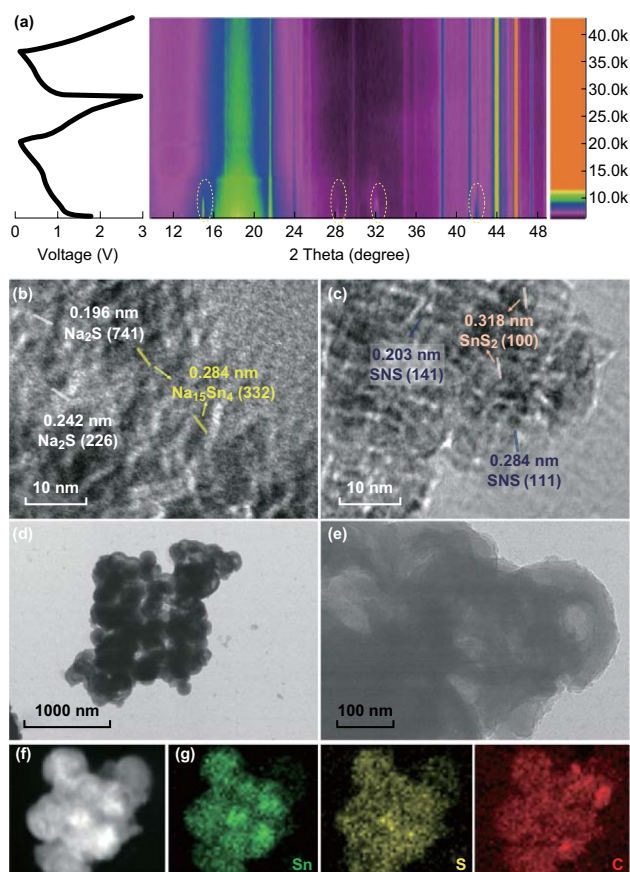 (a)
40.0k
35.0k
30.0k
25.0k
20.0k
15.0k
10.0k
0 1 2 3
12 16 20 24 28 32 36 40 44 48
Voltage (V)
2 Theta (degree)
(b)
0.196 nm
Na₂S (741)
0.284 nm
Na₁₅Sn₄ (332)
0.242 nm
Na₂S (226)
10 nm
(c)
0.318 nm
SnS₂ (100)
0.203 nm
SNS (141)
0.284 nm
SNS (111)
10 nm
(d)
1000 nm
(e)
100 nm
(f)
(g)
Sn
S
C